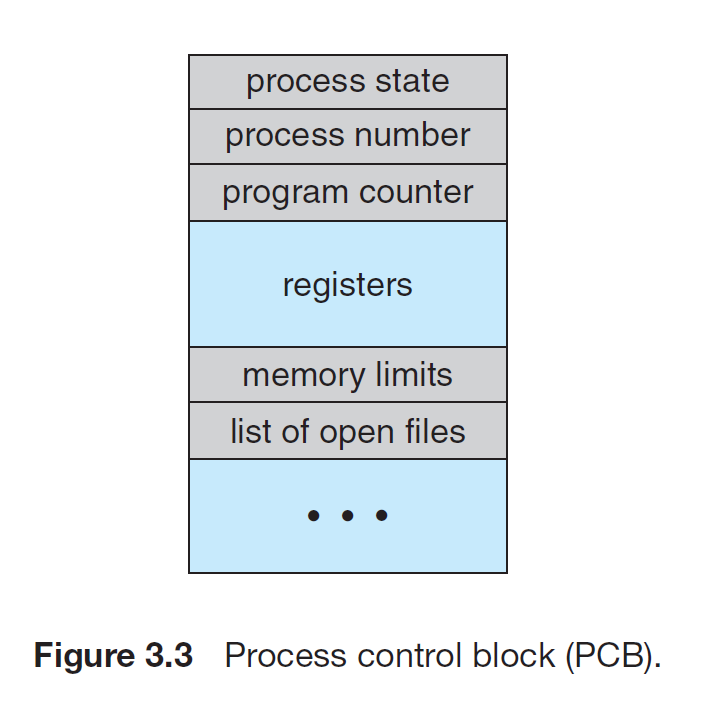 process state
process number
program counter
registers
memory limits
list of open files
• • •
Figure 3.3 Process control block (PCB).